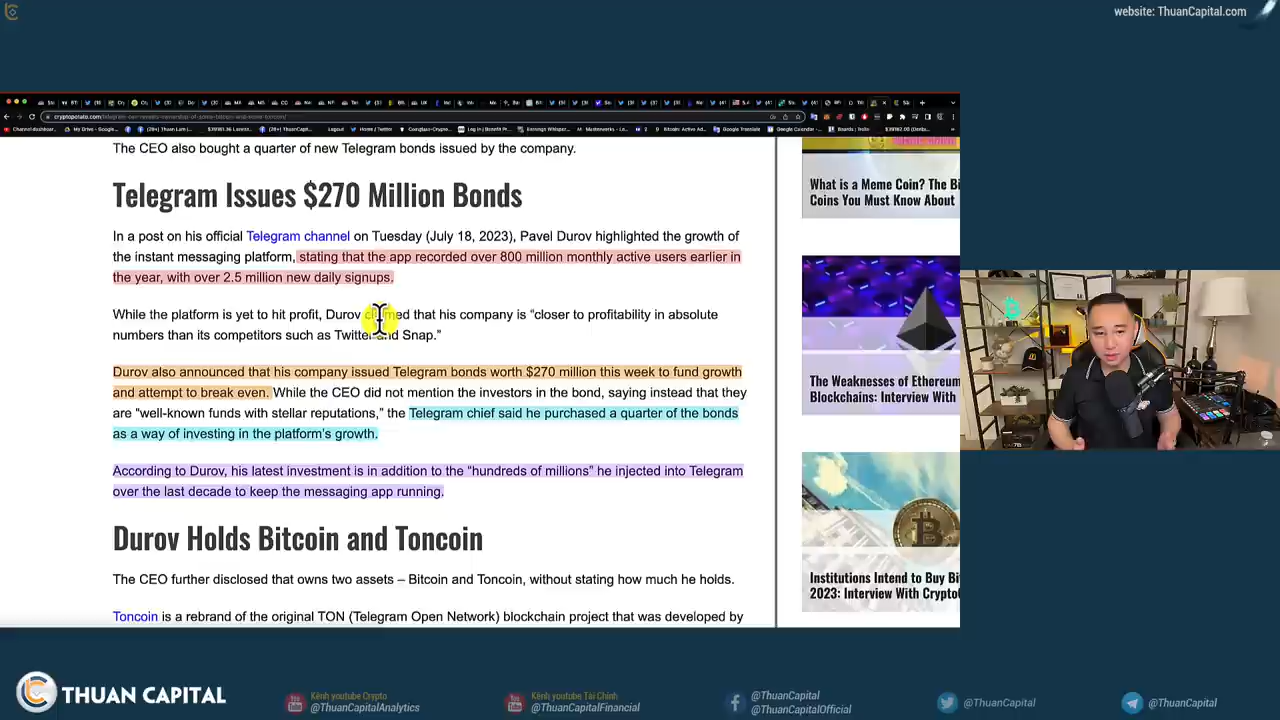 website: ThuanCapital.com
The CEO also bought a quarter of new Telegram bonds issued by the company.
Telegram Issues $270 Million Bonds
In a post on his official Telegram channel on Tuesday (July 18, 2023), Pavel Durov highlighted the growth of
the instant messaging platform, stating that the app recorded over 800 million monthly active users earlier in
the year, with over 2.5 million new daily signups.
While the platform is yet to hit profit, Durov claimed that his company is “closer to profitability in absolute
numbers than its competitors such as Twitter and Snap.”
Durov also announced that his company issued Telegram bonds worth $270 million this week to fund growth
and attempt to break even. While the CEO did not mention the investors in the bond, saying instead that they
are “well-known funds with stellar reputations,” the Telegram chief said he purchased a quarter of the bonds
as a way of investing in the platform’s growth.
According to Durov, his latest investment is in addition to the “hundreds of millions” he injected into Telegram
over the last decade to keep the messaging app running.
Durov Holds Bitcoin and Toncoin
The CEO further disclosed that owns two assets – Bitcoin and Toncoin, without stating how much he holds.
Toncoin is a rebrand of the original TON (Telegram Open Network) blockchain project that was developed by
What is a Meme Coin? The Bi
Coins You Must Know About
The Weaknesses of Ethereum
Blockchains: Interview With
Institutions Intend to Buy Bi
2023: Interview With Crypto
THUAN CAPITAL
Kênh youtube Crypto
@ThuanCapitalAnalytics
Kênh youtube Tài Chính
@ThuanCapitalFinancial
@ThuanCapital
@ThuanCapitalOfficial
@ThuanCapital
@ThuanCapital